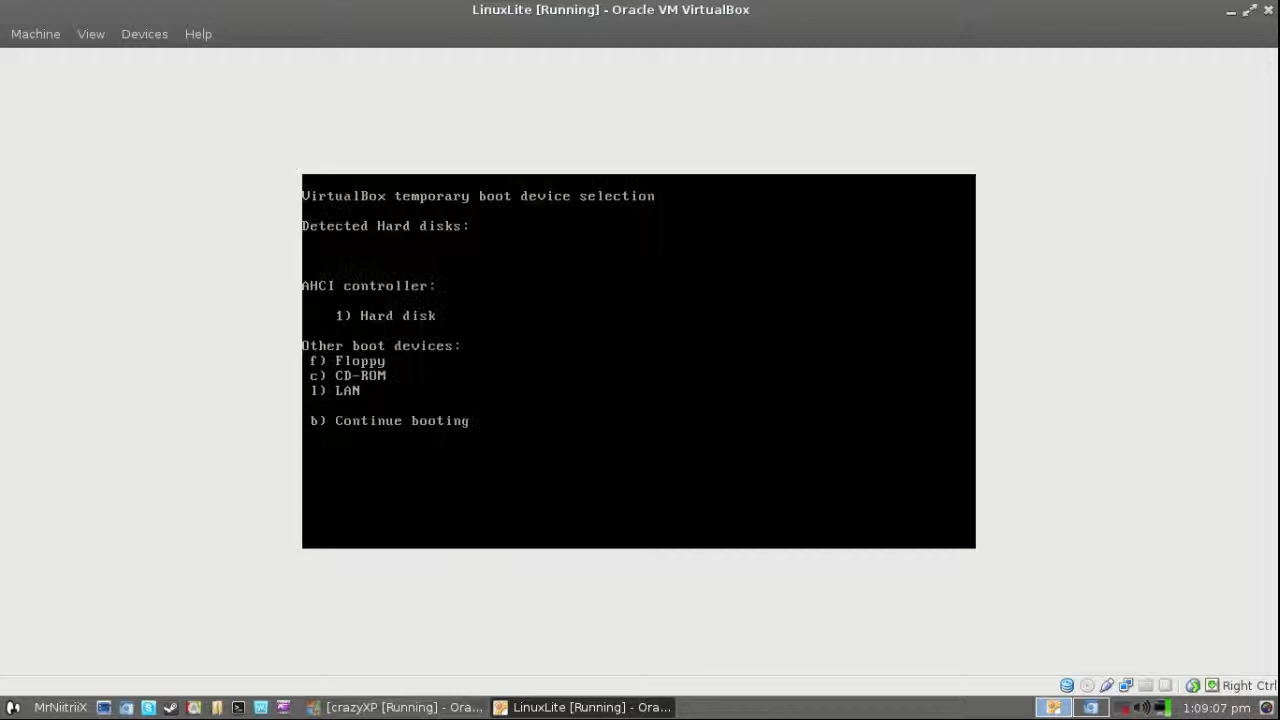 LinuxLite [Running] - Oracle VM VirtualBox
Machine View Devices Help
VirtualBox temporary boot device selection
Detected Hard disks:
AHCI controller:
1) Hard disk
Other boot devices:
f) Floppy
c) CD-ROM
l) LAN
b) Continue booting
Right Ctrl
MrNiitriiX [crazyXP [Running] - Ora... LinuxLite [Running] - Ora... 1:09:07 pm